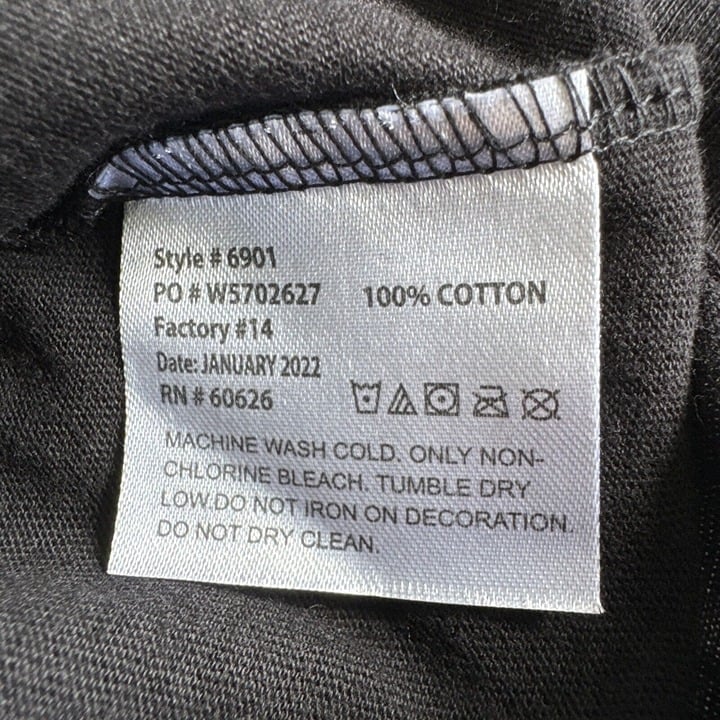 Style # 6901
PO # W5702627 100% COTTON
Factory #14
Date: JANUARY 2022
RN # 60626
MACHINE WASH COLD. ONLY NON-
CHLORINE BLEACH. TUMBLE DRY
LOW.DO NOT IRON ON DECORATION.
DO NOT DRY CLEAN.